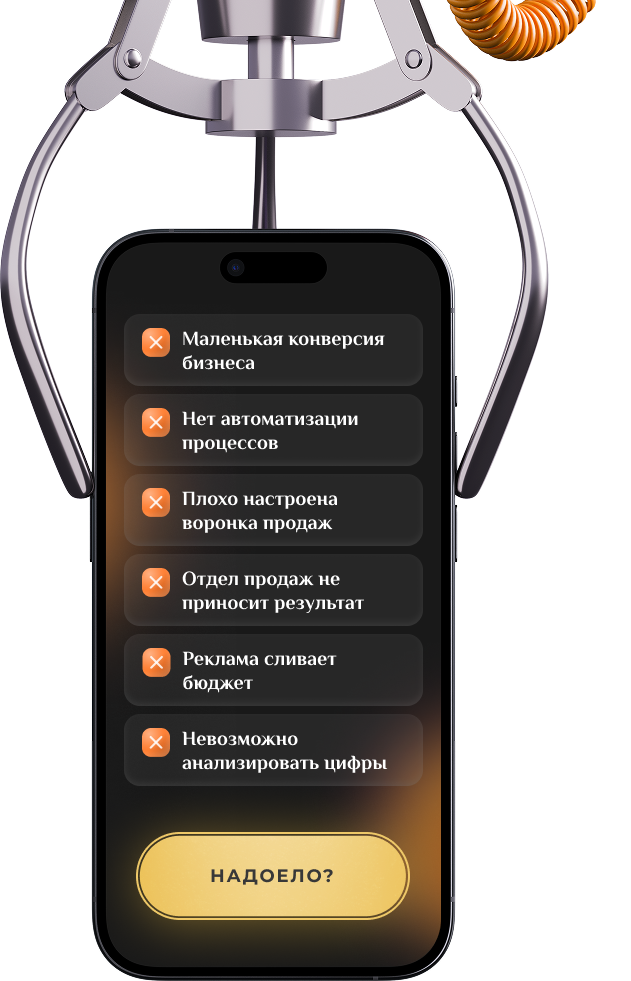 Маленькая конверсия
бизнеса
Нет автоматизации
процессов
Плохо настроена
воронка продаж
Отдел продаж не
приносит результат
Реклама сливает
бюджет
Невозможно
анализировать цифры
НАДОЕЛО?